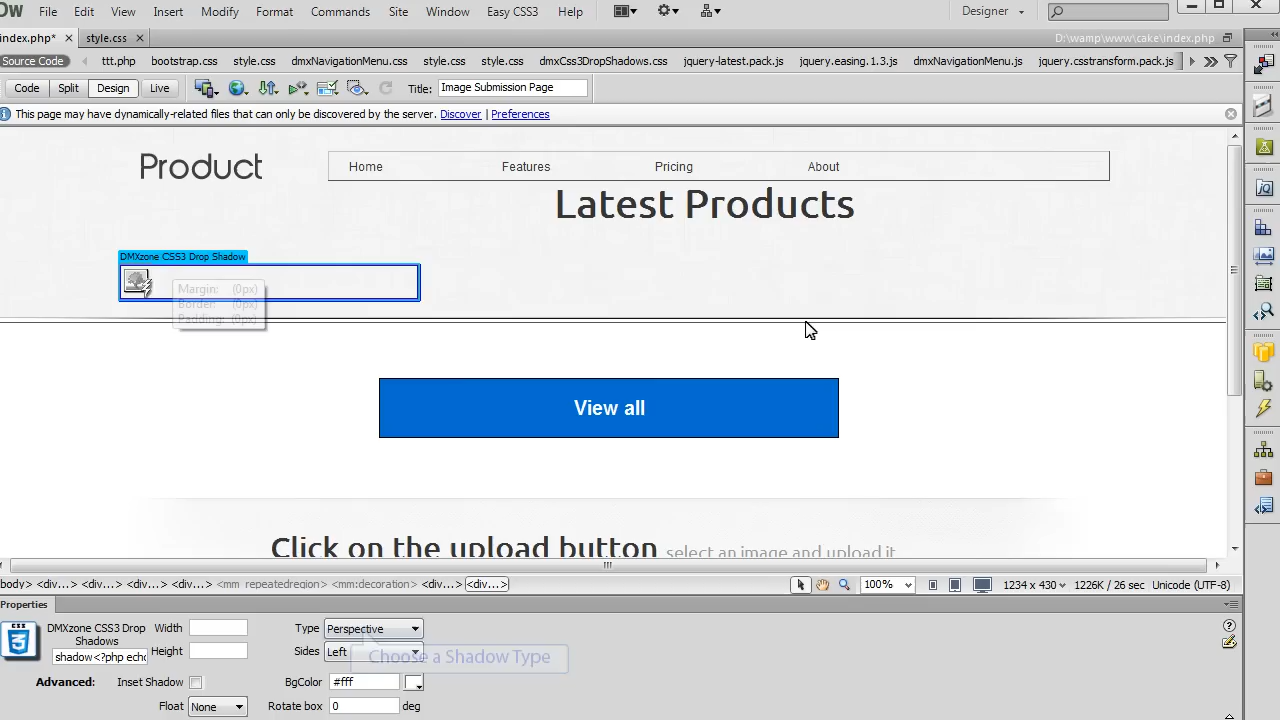 File Edit View Insert Modify Format Commands Site Window Easy CSS3 Help Designer
index.php* style.css D:\wamp\www\cake\index.php
Source Code ttt.php bootstrap.css style.css dmxNavigationMenu.css style.css style.css dmxCss3DropShadows.css jquery-latest.pack.js jquery.easing.1.3.js dmxNavigationMenu.js jquery.csstransform.pack.js
Code Split Design Live Title: Image Submission Page
This page may have dynamically-related files that can only be discovered by the server. Discover | Preferences
Product Home Features Pricing About
Latest Products
DMXzone CSS3 Drop Shadow
Margin: (0px)
Border: (0px)
Padding: (0px)
View all
Click on the upload button select an image and upload it
body> <div...> <div...> <div...> <div...> <mm_repeatedregion> <mm:decoration> <div...> <div...> 100% 1234 x 430 1226K / 26 sec Unicode (UTF-8)
Properties
DMXzone CSS3 Drop Shadows Width Type Perspective
shadow<?php echo Height Sides Left
Choose a Shadow Type
Advanced: Inset Shadow BgColor #fff
Float None Rotate box 0 deg